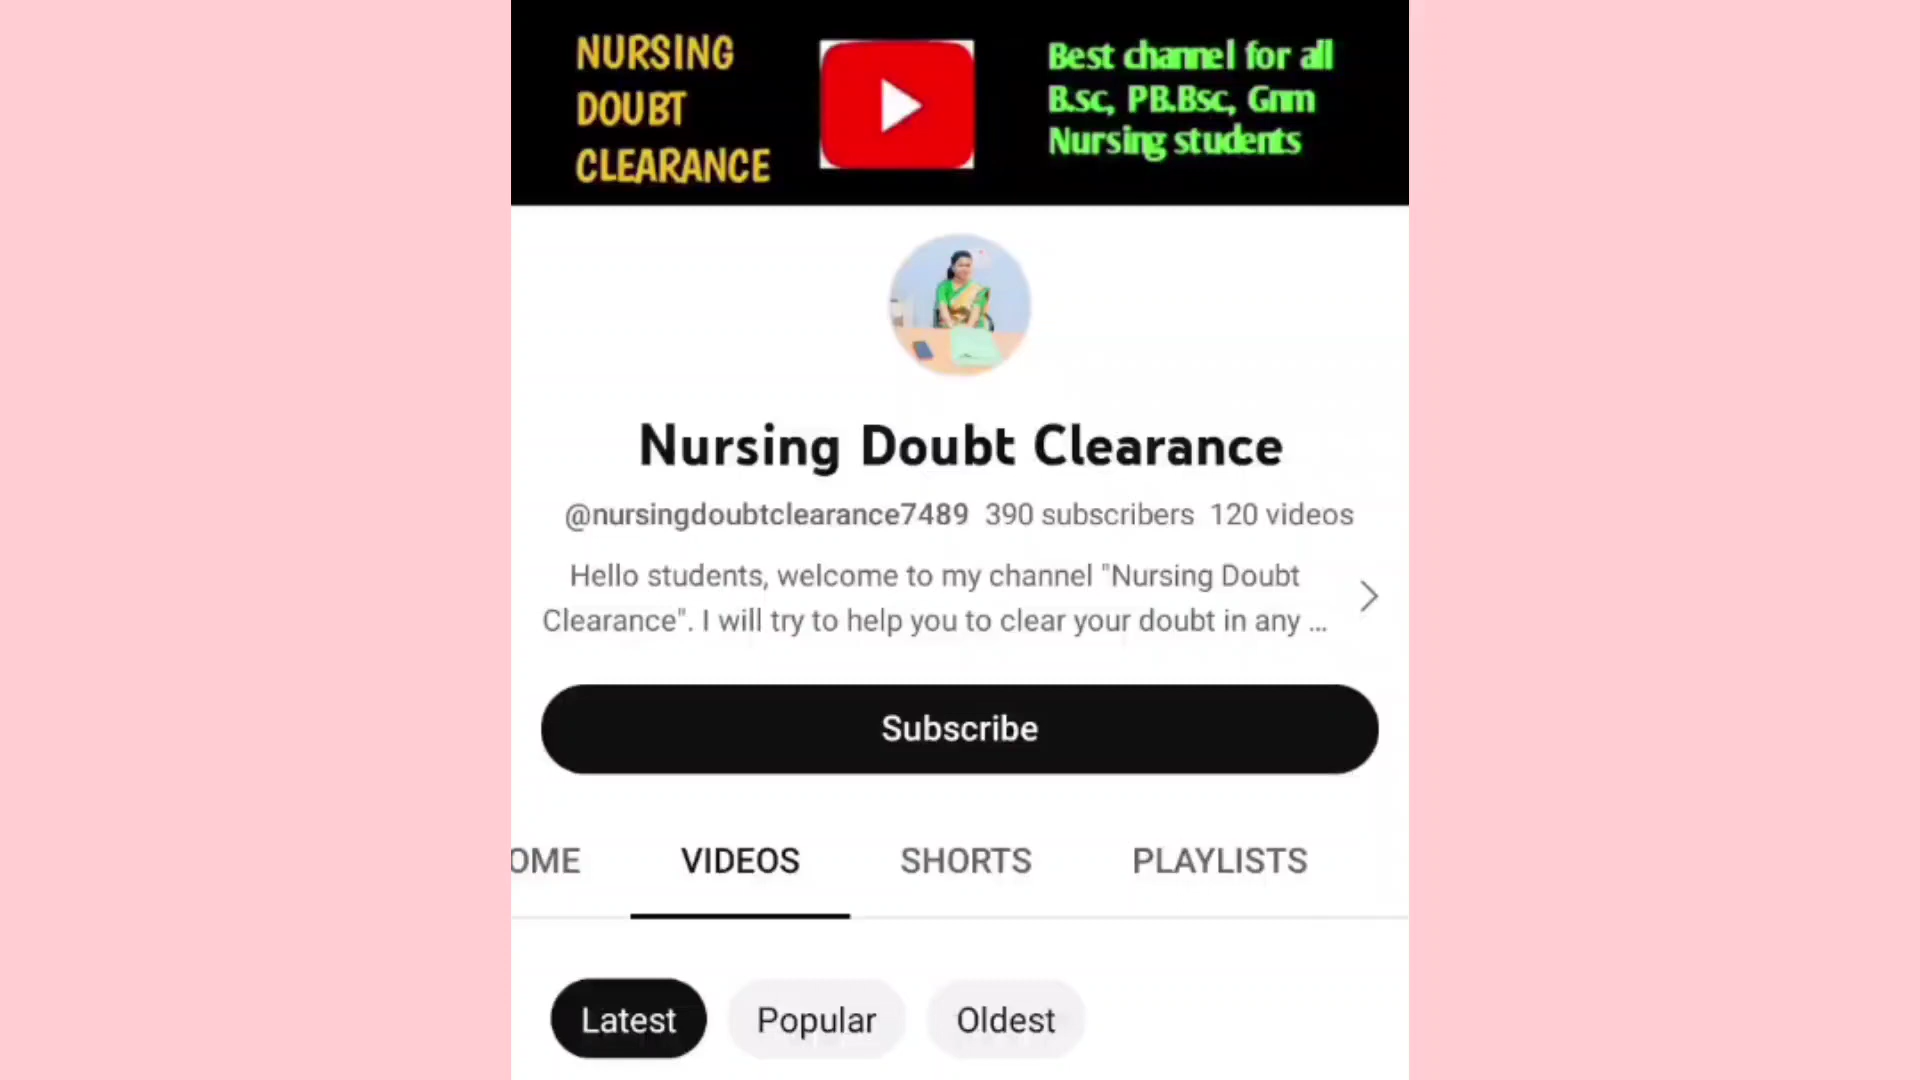 NURSING
DOUBT
CLEARANCE
Best channel for all
B.sc, PB.Bsc, Gnm
Nursing students
Nursing Doubt Clearance
@nursingdoubtclearance7489 390 subscribers 120 videos
Hello students, welcome to my channel "Nursing Doubt
Clearance". I will try to help you to clear your doubt in any ...
Subscribe
OME VIDEOS SHORTS PLAYLISTS
Latest Popular Oldest